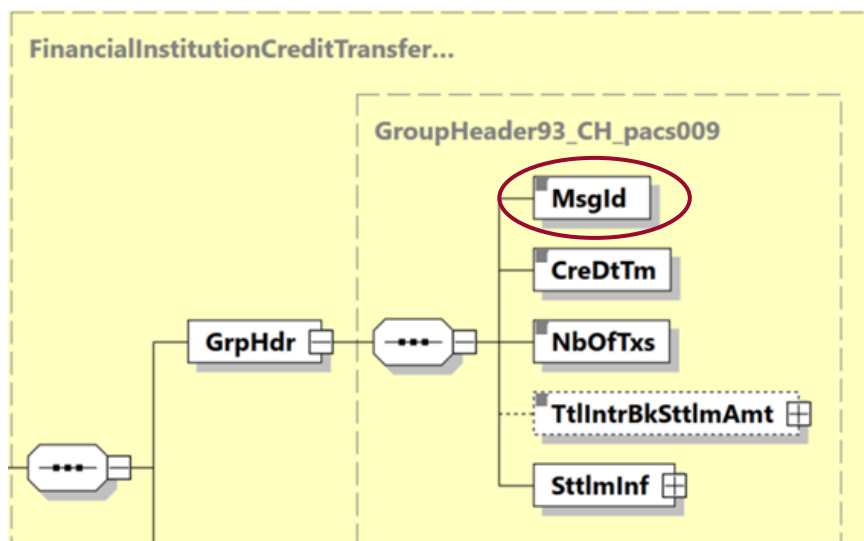 FinancialInstitutionCreditTransfer...
GroupHeader93_CH_pacs009
MsgId
CreDtTm
GrpHdr
NbOfTxs
TtlIntrBkSttlmAmt
SttlmInf